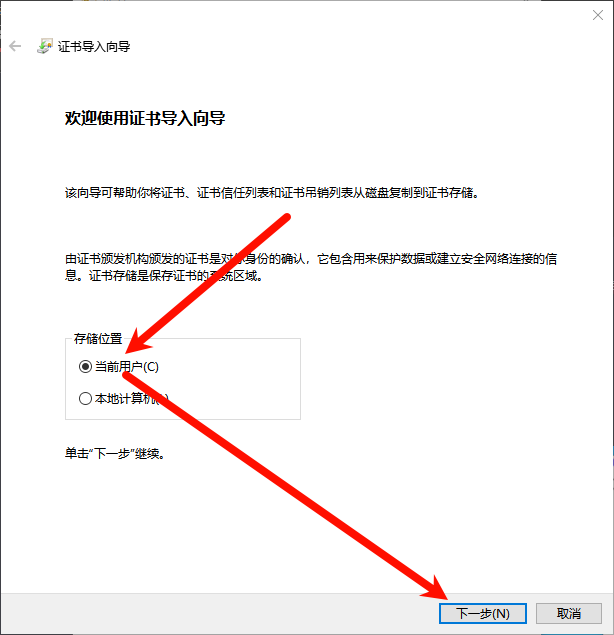 证书导入向导
欢迎使用证书导入向导
该向导可帮助你将证书、证书信任列表和证书吊销列表从磁盘复制到证书存储。
由证书颁发机构颁发的证书是对你身份的确认，它包含用来保护数据或建立安全网络连接的信
息。证书存储是保存证书的系统区域。
存储位置
当前用户(C)
本地计算机(L)
单击“下一步”继续。
下一步(N)
取消